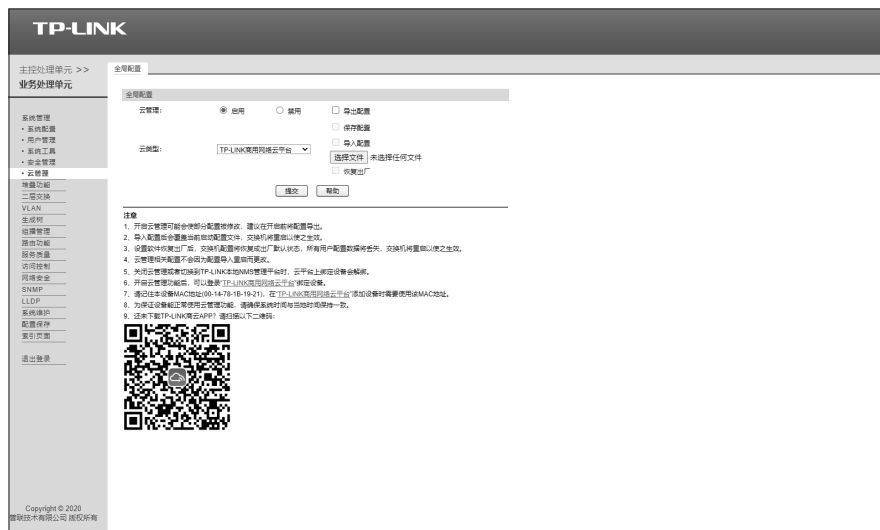 TP-LINK
主控处理单元 >>
业务处理单元
系统管理
• 系统配置
• 用户管理
• 系统工具
• 安全管理
• 云管理
堆叠功能
二层交换
VLAN
生成树
组播管理
路由功能
服务质量
访问控制
网络安全
SNMP
LLDP
系统维护
配置保存
索引页面
退出登录
Copyright © 2020
普联技术有限公司 版权所有
全局配置
全局配置
云管理: 启用 禁用 导出配置
保存配置
导入配置
云类型: TP-LINK商用网络云平台 选择文件 未选择任何文件
恢复出厂
提交 帮助
注意
1、开启云管理可能会使部分配置被修改，建议在开启前将配置导出。
2、导入配置后会覆盖当前启动配置文件，交换机将重启以使之生效。
3、设置软件恢复出厂后，交换机配置将恢复成出厂默认状态，所有用户配置数据将丢失，交换机将重启以使之生效。
4、云管理相关配置不会因为配置导入重启而更改。
5、关闭云管理或者切换到TP-LINK本地NMS管理平台时，云平台上绑定设备会解绑。
6、开启云管理功能后，可以登录"TP-LINK商用网络云平台"绑定设备。
7、请记住本设备MAC地址(00-14-78-1B-19-21)，在"TP-LINK商用网络云平台"添加设备时需要使用该MAC地址。
8、为保证设备能正常使用云管理功能，请确保系统时间与当地时间保持一致。
9、还未下载TP-LINK商云APP？请扫描以下二维码：